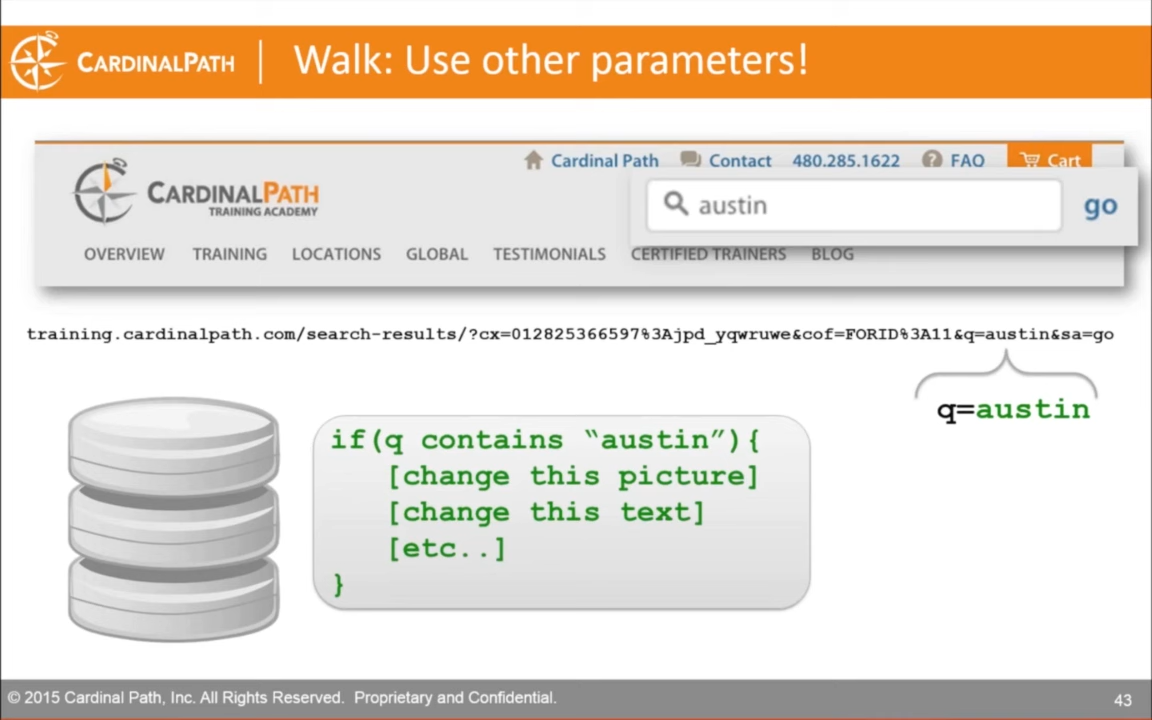 CARDINALPATH
Walk: Use other parameters!
Cardinal Path Contact 480.285.1622 FAQ Cart
CARDINALPATH
TRAINING ACADEMY
austin go
OVERVIEW TRAINING LOCATIONS GLOBAL TESTIMONIALS CERTIFIED TRAINERS BLOG
training.cardinalpath.com/search-results/?cx=012825366597%3Ajpd_yqwruwe&cof=FORID%3A11&q=austin&sa=go
q=austin
if(q contains “austin”){
[change this picture]
[change this text]
[etc..]
}
© 2015 Cardinal Path, Inc. All Rights Reserved. Proprietary and Confidential.
43